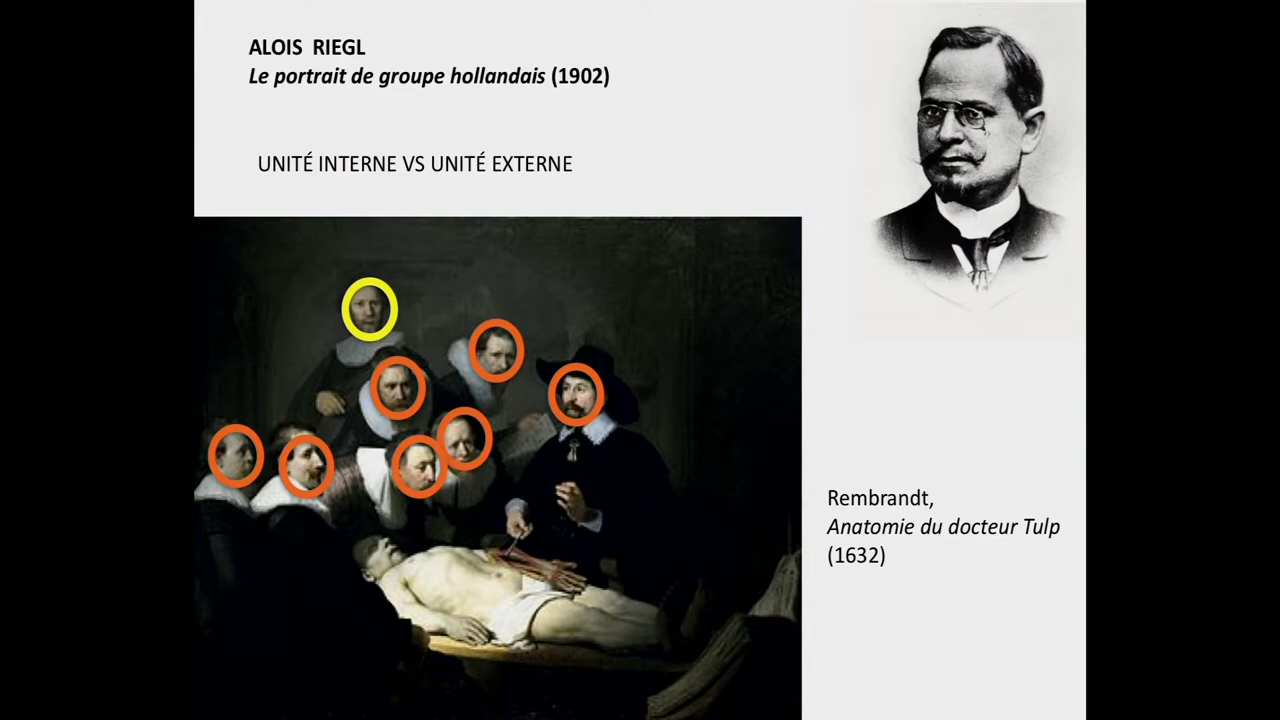 ALOIS RIEGL
Le portrait de groupe hollandais (1902)
UNITÉ INTERNE VS UNITÉ EXTERNE
Rembrandt,
Anatomie du docteur Tulp
(1632)